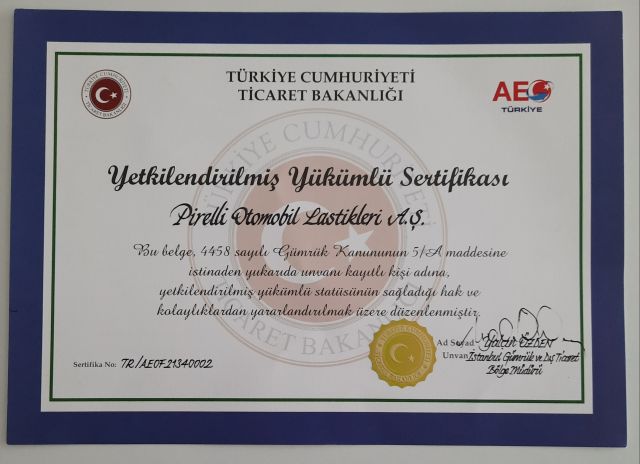 TÜRKİYE CUMHURİYETİ
TİCARET BAKANLIĞI
AEO
TÜRKİYE
Yetkilendirilmiş Yükümlü Sertifikası
Pirelli Otomobil Lastikleri A.Ş.
Bu belge, 4458 sayılı Gümrük Kanununun 5/A maddesine
istinaden yukarıda unvanı kayıtlı kişi adına,
yetkilendirilmiş yükümlü statüsünün sağladığı hak ve
kolaylıklardan yararlandırılmak üzere düzenlenmiştir.
Sertifika No: TR/AEOF21340002
Ad Soyad ÖZDEN
Unvan İstanbul Gümrük ve Dış Ticaret
Bölge Müdürü